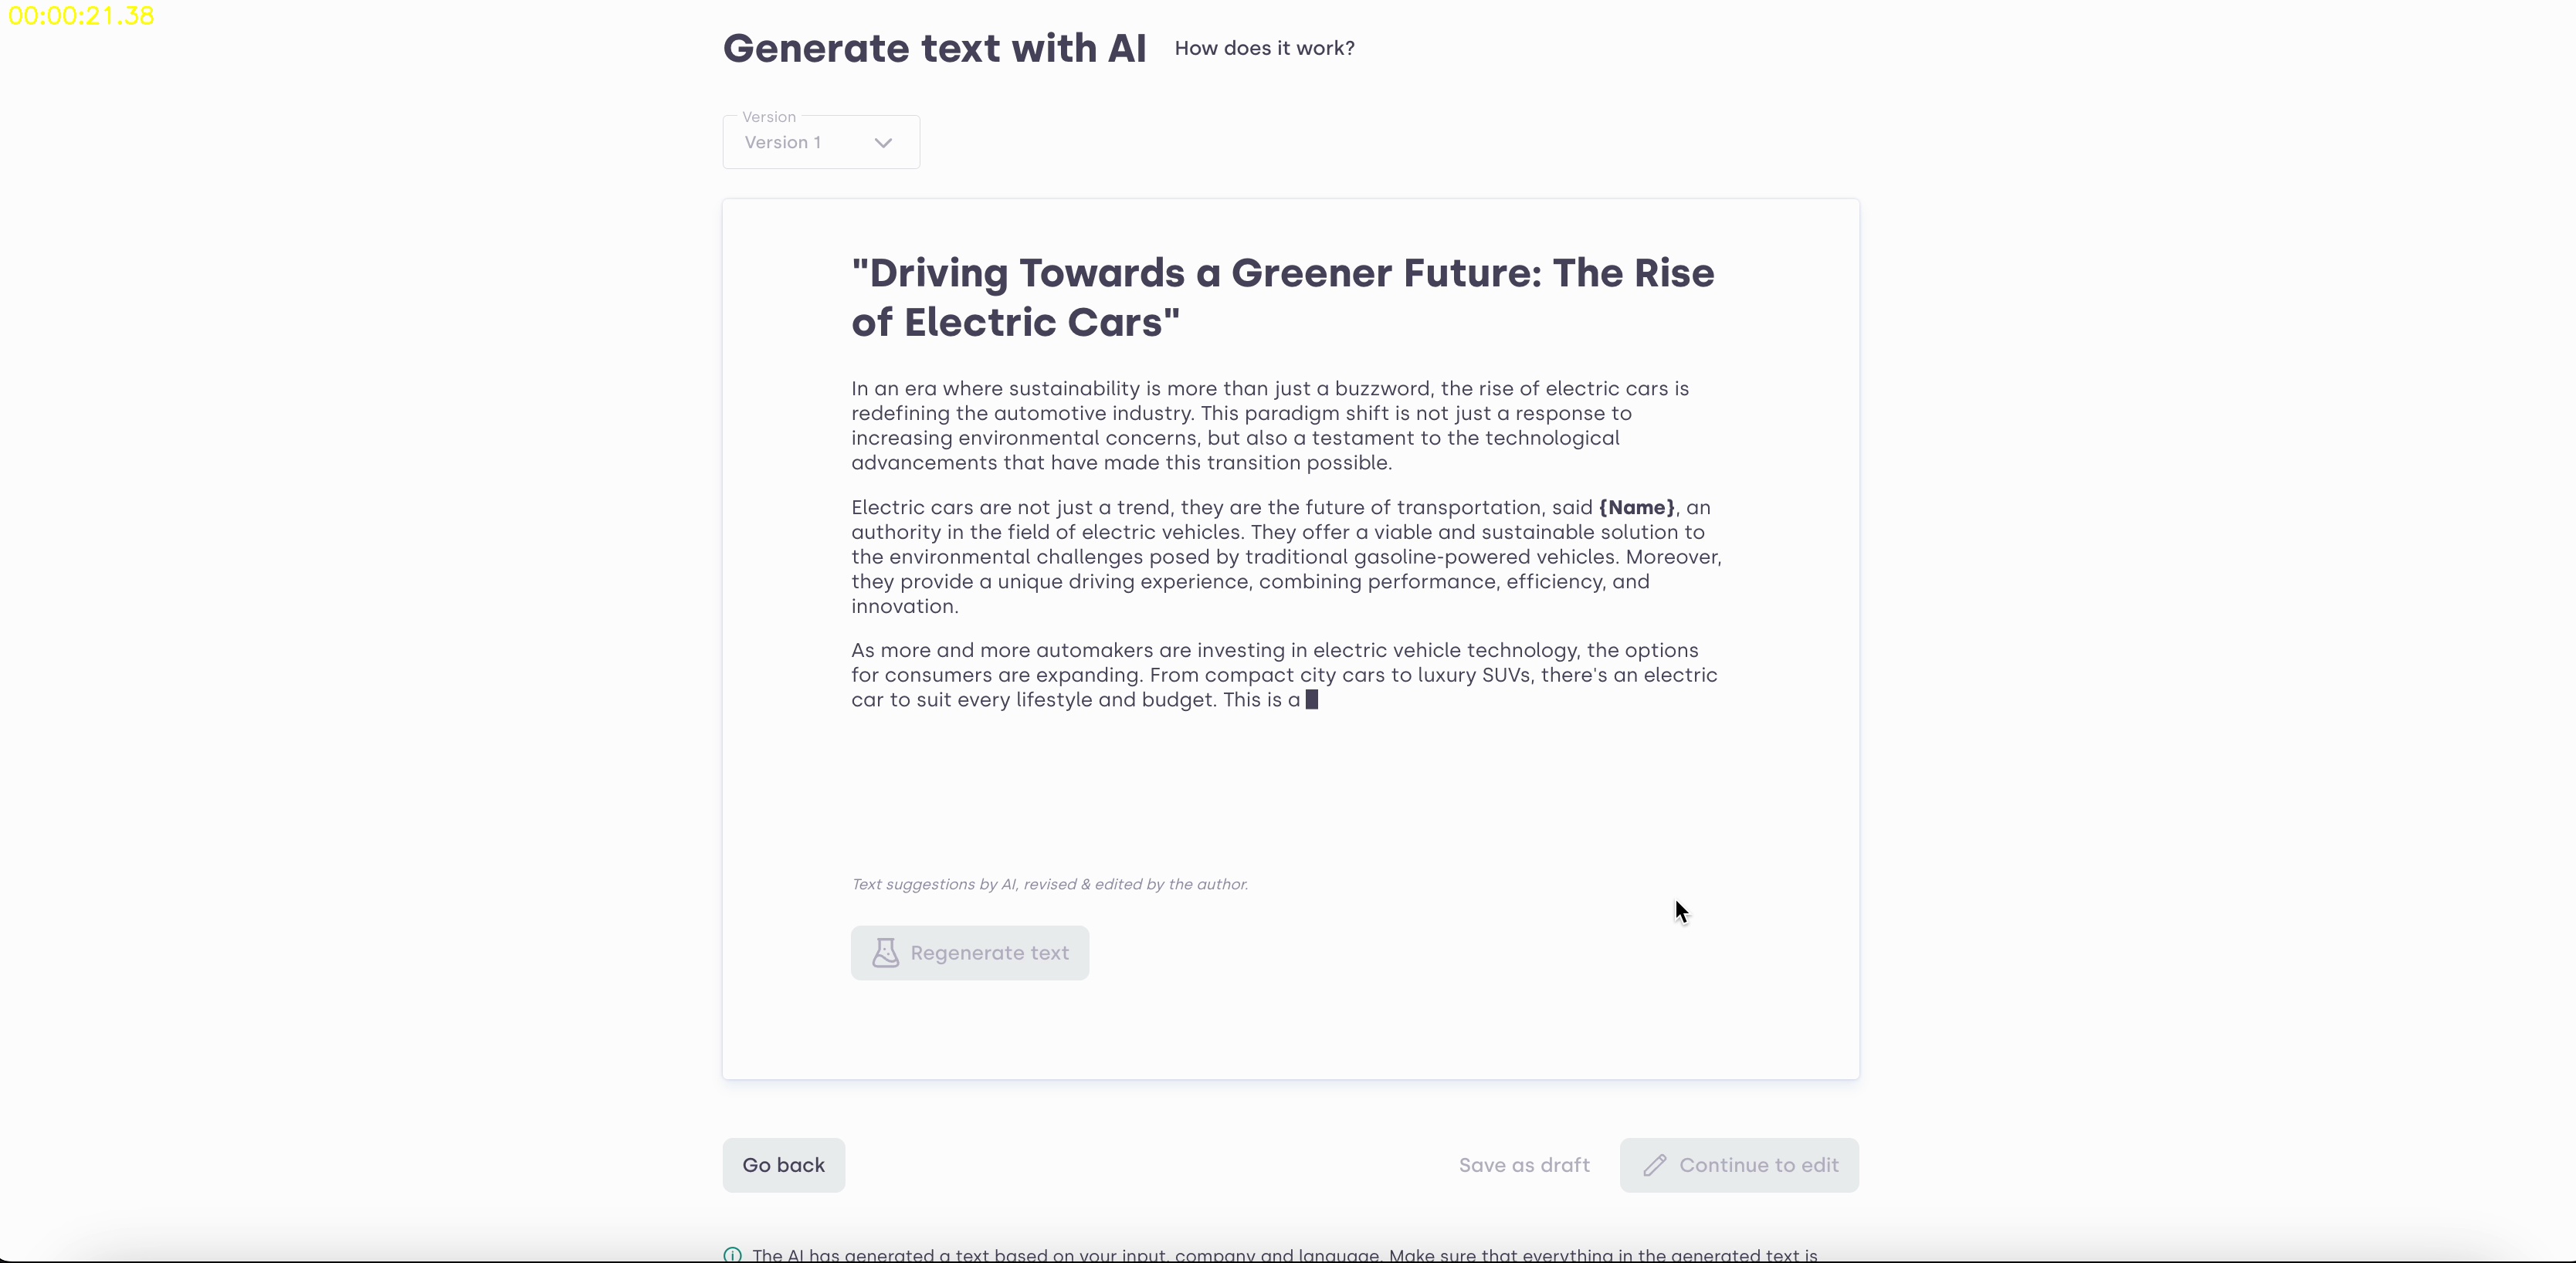 00:00:21.38
Generate text with AI How does it work?
Version
Version 1
"Driving Towards a Greener Future: The Rise
of Electric Cars"
In an era where sustainability is more than just a buzzword, the rise of electric cars is
redefining the automotive industry. This paradigm shift is not just a response to
increasing environmental concerns, but also a testament to the technological
advancements that have made this transition possible.
Electric cars are not just a trend, they are the future of transportation, said {Name}, an
authority in the field of electric vehicles. They offer a viable and sustainable solution to
the environmental challenges posed by traditional gasoline-powered vehicles. Moreover,
they provide a unique driving experience, combining performance, efficiency, and
innovation.
As more and more automakers are investing in electric vehicle technology, the options
for consumers are expanding. From compact city cars to luxury SUVs, there's an electric
car to suit every lifestyle and budget. This is a
Text suggestions by AI, revised & edited by the author.
Regenerate text
Go back Save as draft Continue to edit
The AI has generated a text based on your input, company and language. Make sure that everything in the generated text is